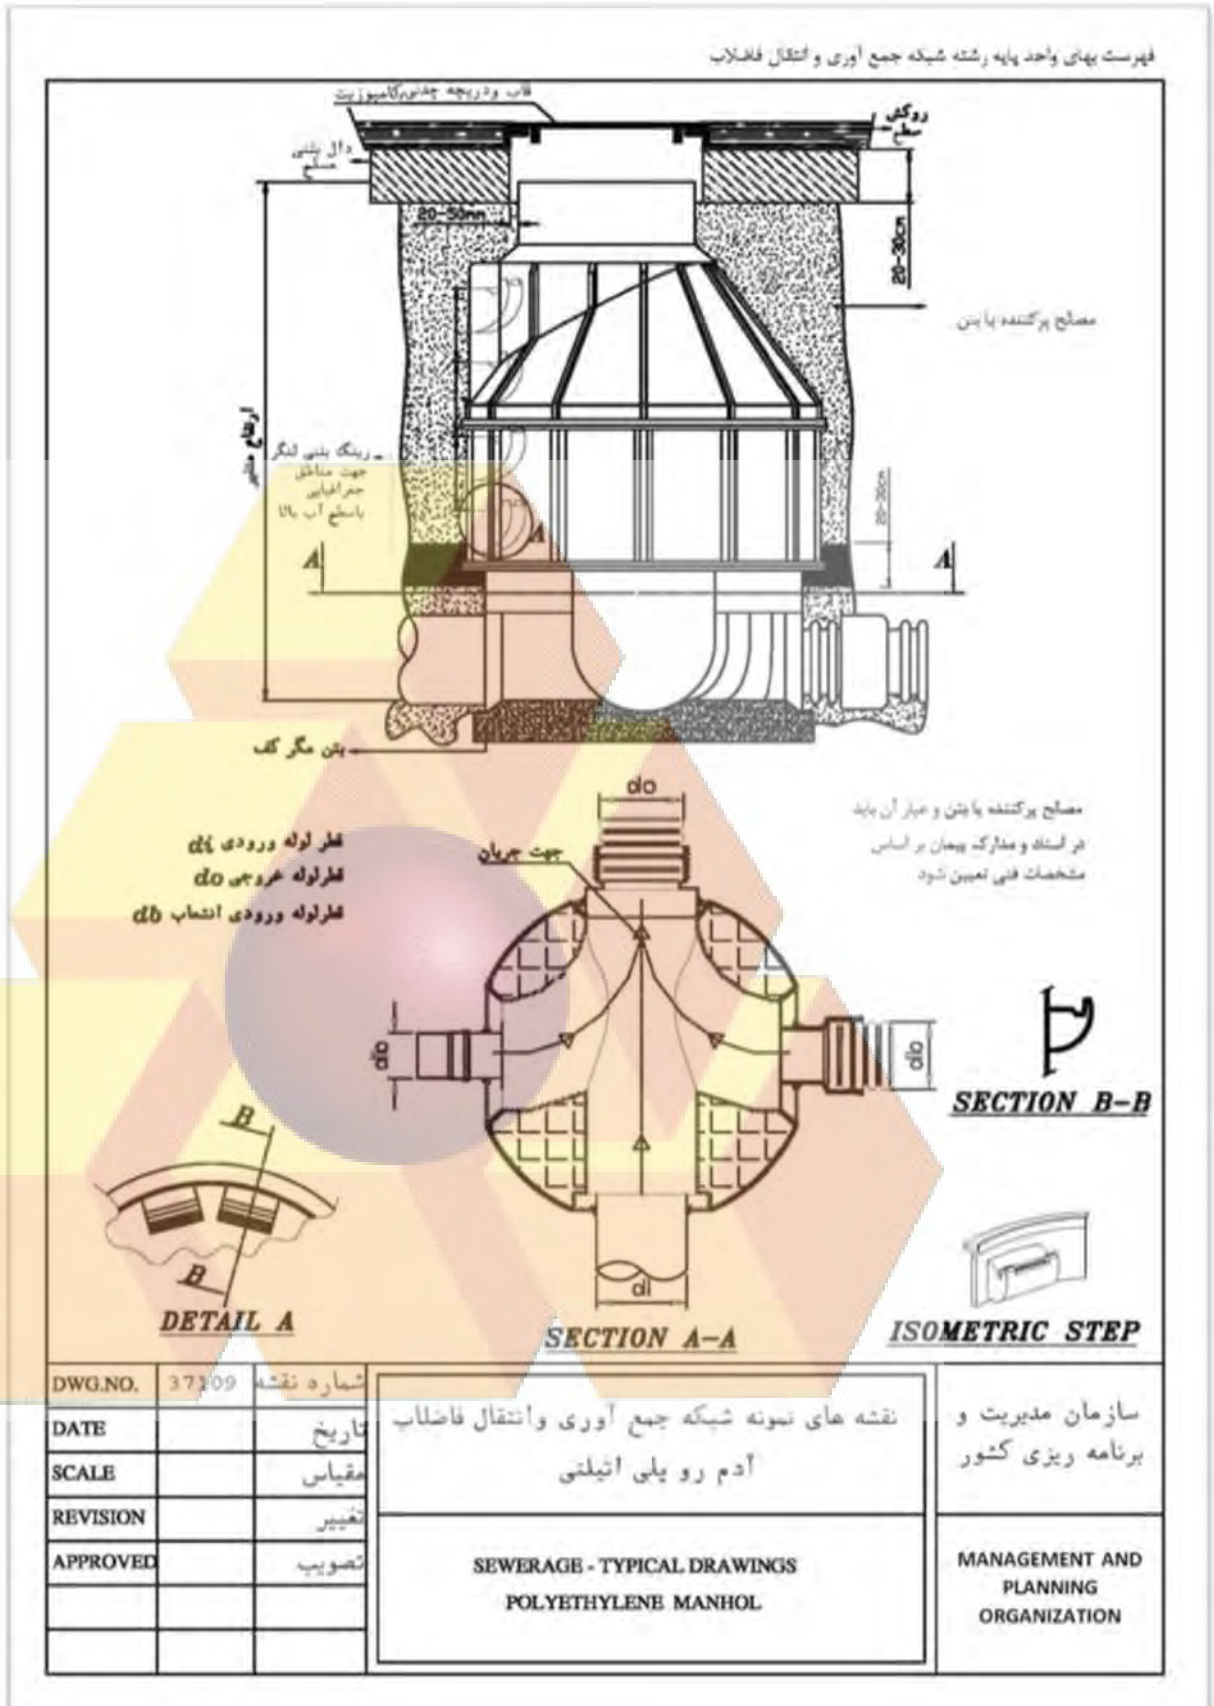 فهرست بهای واحد پایه رشته شبکه جمع آوری و انتقال فاضلاب
قاب ودریچه چدنی،کامپوزیت
روکش
سطح
دال بتنی
مسلح
20-50mm
20-30cm
مصالح پرکننده یا بتن
ارتفاع متغیر
رینگ بتنی لنگر
جهت مناطق
جغرافیایی
باسطح آب بالا
20-30cm
A
A
A
بتن مگر کف
do
جهت جریان
مصالح پرکننده یا بتن و عیار آن باید
در اسناد و مدارک پیمان بر اساس
مشخصات فنی تعیین شود
قطر لوله ورودی di
قطرلوله خروجی do
قطرلوله ورودی انشعاب db
db
db
di
SECTION B-B
B
B
DETAIL A
SECTION A-A
ISOMETRIC STEP
DWG.NO. 37109 شماره نقشه
DATE تاریخ
SCALE مقیاس
REVISION تغییر
APPROVED تصویب
نقشه های نمونه شبکه جمع آوری وانتقال فاضلاب
آدم رو پلی اتیلنی
SEWERAGE - TYPICAL DRAWINGS
POLYETHYLENE MANHOL
سازمان مدیریت و
برنامه ریزی کشور
MANAGEMENT AND
PLANNING
ORGANIZATION